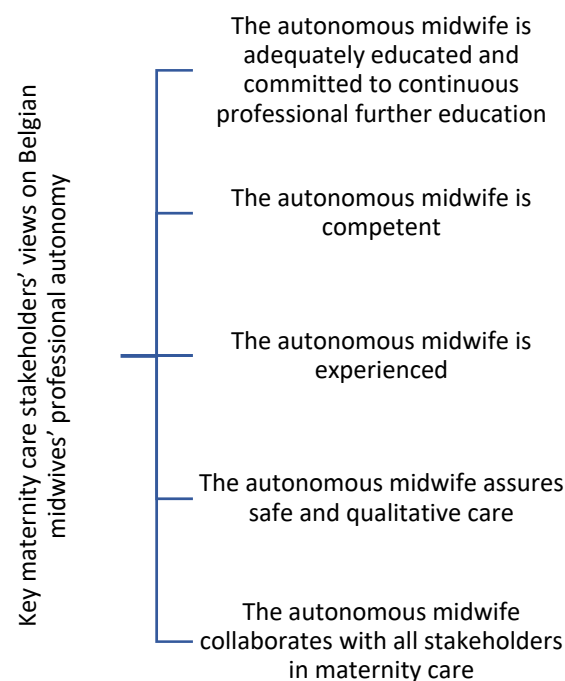 Key maternity care stakeholders’ views on Belgian
midwives’ professional autonomy
The autonomous midwife is
adequately educated and
committed to continuous
professional further education
The autonomous midwife is
competent
The autonomous midwife is
experienced
The autonomous midwife assures
safe and qualitative care
The autonomous midwife
collaborates with all stakeholders
in maternity care